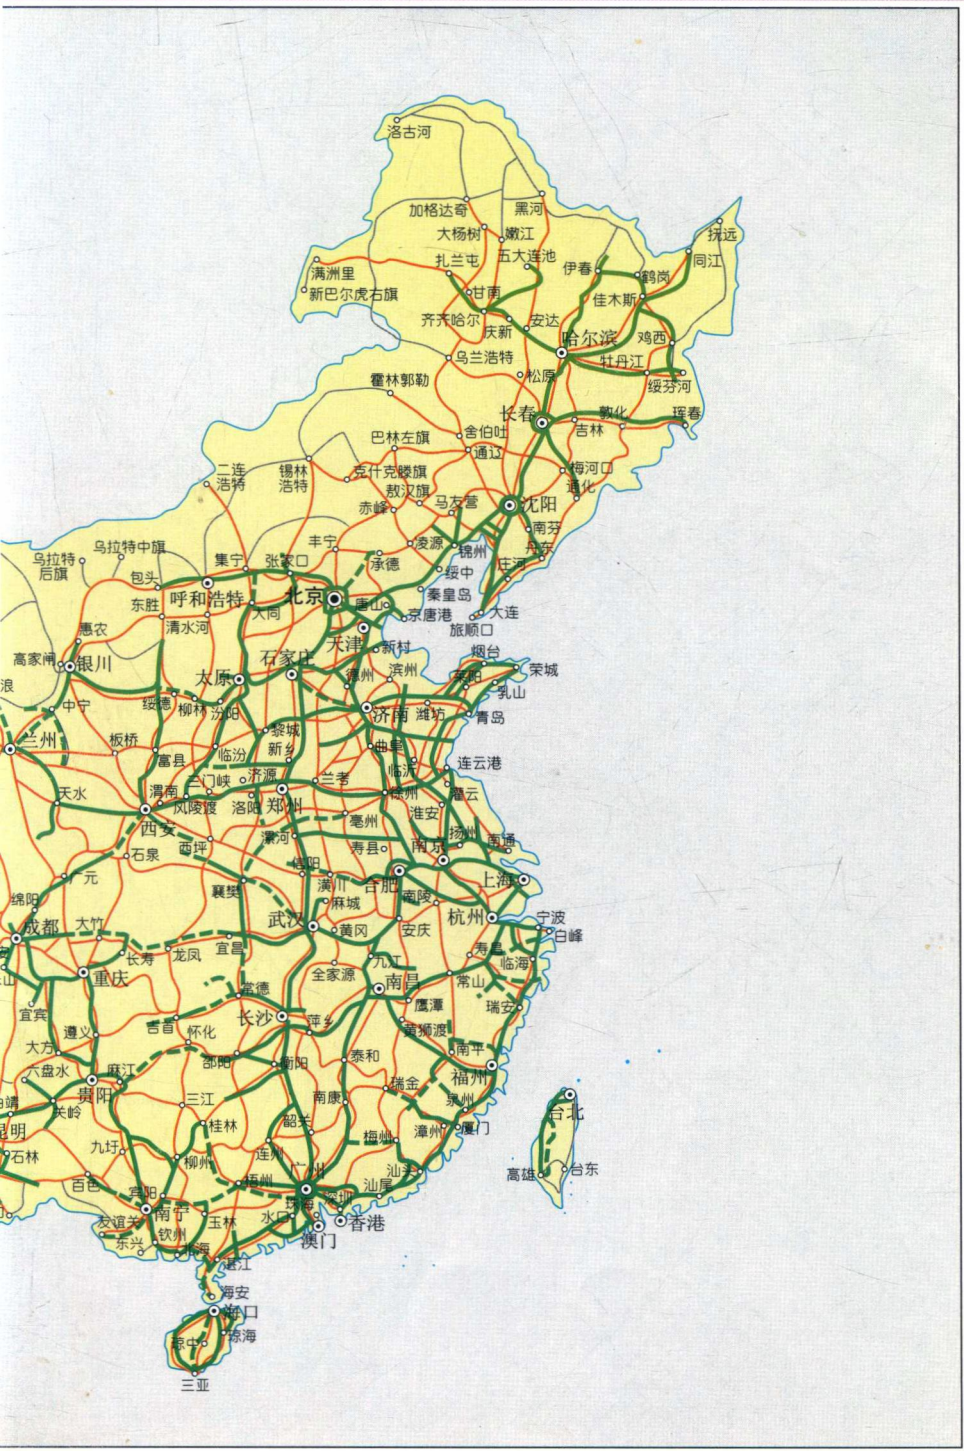 洛古河
加格达奇
黑河
大杨树
嫩江
抚远
扎兰屯
五大连池
伊春
同江
满洲里
鹤岗
新巴尔虎右旗
甘南
佳木斯
齐齐哈尔
安达
庆新
哈尔滨
鸡西
乌兰浩特
牡丹江
霍林郭勒
松原
绥芬河
长春
敦化
珲春
舍伯吐
吉林
巴林左旗
通辽
二连
浩特
锡林
浩特
克什克滕旗
梅河口
敖汉旗
通化
赤峰
马友营
沈阳
南芬
丰宁
凌源
锦州
丹东
乌拉特
后旗
乌拉特中旗
集宁
张家口
承德
庄河
包头
绥中
呼和浩特
北京
秦皇岛
东胜
大同
唐山
京唐港
大连
清水河
旅顺口
惠农
天津
新村
高家闸
银川
石家庄
烟台
太原
德州
滨州
莱阳
荣城
浪
乳山
中宁
绥德
柳林
汾阳
济南
潍坊
青岛
兰州
板桥
黎城
新乡
曲阜
富县
临汾
临沂
连云港
渭南
三门峡
济源
兰考
徐州
灌云
天水
风陵渡
洛阳
郑州
淮安
西安
亳州
扬州
漯河
西坪
寿县
南京
南通
石泉
信阳
广元
襄樊
潢川
合肥
上海
绵阳
麻城
南陵
成都
大竹
武汉
黄冈
安庆
杭州
宁波
白峰
长寿
龙凤
宜昌
寿昌
临海
山
重庆
全家源
九江
常山
宜宾
常德
南昌
瑞安
遵义
吉首
怀化
长沙
萍乡
鹰潭
黄狮渡
大方
邵阳
衡阳
泰和
南平
六盘水
麻江
福州
贵阳
瑞金
靖
关岭
三江
南康
泉州
台北
昆明
桂林
韶关
漳州
厦门
九圩
连州
梅州
石林
柳州
广州
汕头
高雄
台东
百色
宾阳
梧州
汕尾
南宁
珠海
深圳
友谊关
玉林
水口
香港
东兴
钦州
澳门
北海
湛江
海安
海口
琼中
琼海
三亚